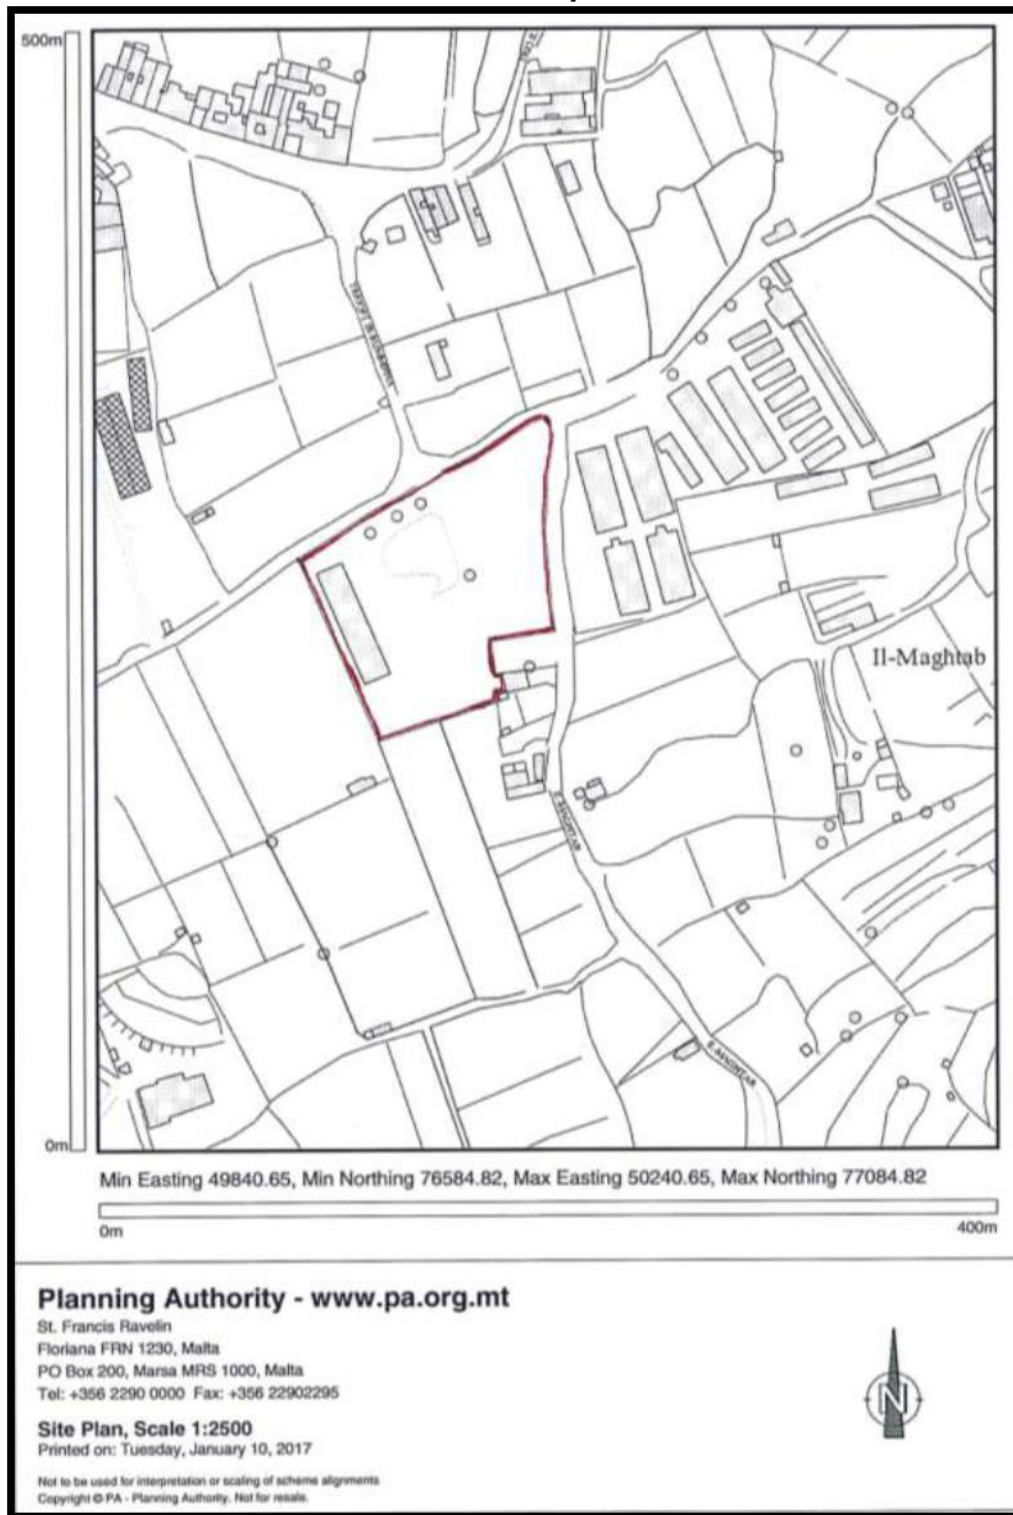 500m
Il-Maghtab
0m
Min Easting 49840.65, Min Northing 76584.82, Max Easting 50240.65, Max Northing 77084.82
0m
400m
Planning Authority - www.pa.org.mt
St. Francis Ravelin
Floriana FRN 1230, Malta
PO Box 200, Marsa MRS 1000, Malta
Tel: +356 2290 0000 Fax: +356 22902295
N
Site Plan, Scale 1:2500
Printed on: Tuesday, January 10, 2017
Not to be used for interpretation or scaling of scheme alignments
Copyright © PA - Planning Authority. Not for resale.